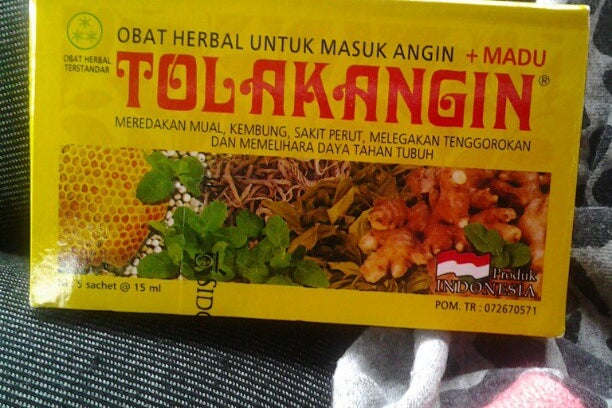 OBAT HERBAL
TERSTANDAR
OBAT HERBAL UNTUK MASUK ANGIN + MADU
TOLAKANGIN®
MEREDAKAN MUAL, KEMBUNG, SAKIT PERUT, MELEGAKAN TENGGOROKAN
DAN MEMELIHARA DAYA TAHAN TUBUH
5 sachet @ 15 ml
SIDO
Produk
INDONESIA
POM. TR : 072670571